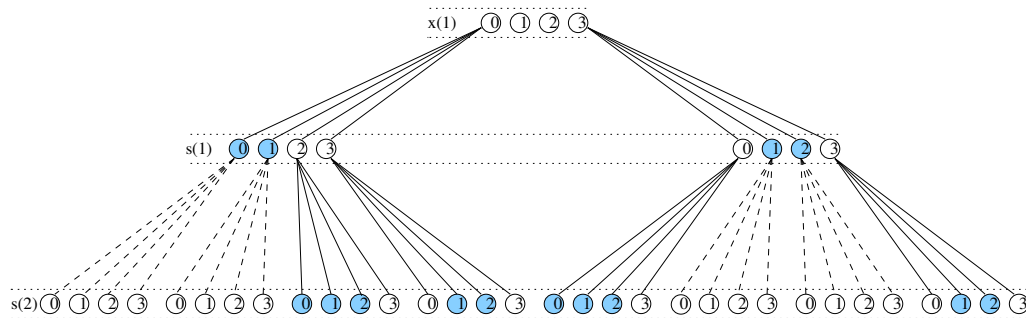 x(1) 0 1 2 3
s(1) 0 1 2 3 0 1 2 3
s(2) 0 1 2 3 0 1 2 3 0 1 2 3 0 1 2 3 0 1 2 3 0 1 2 3 0 1 2 3 0 1 2 3